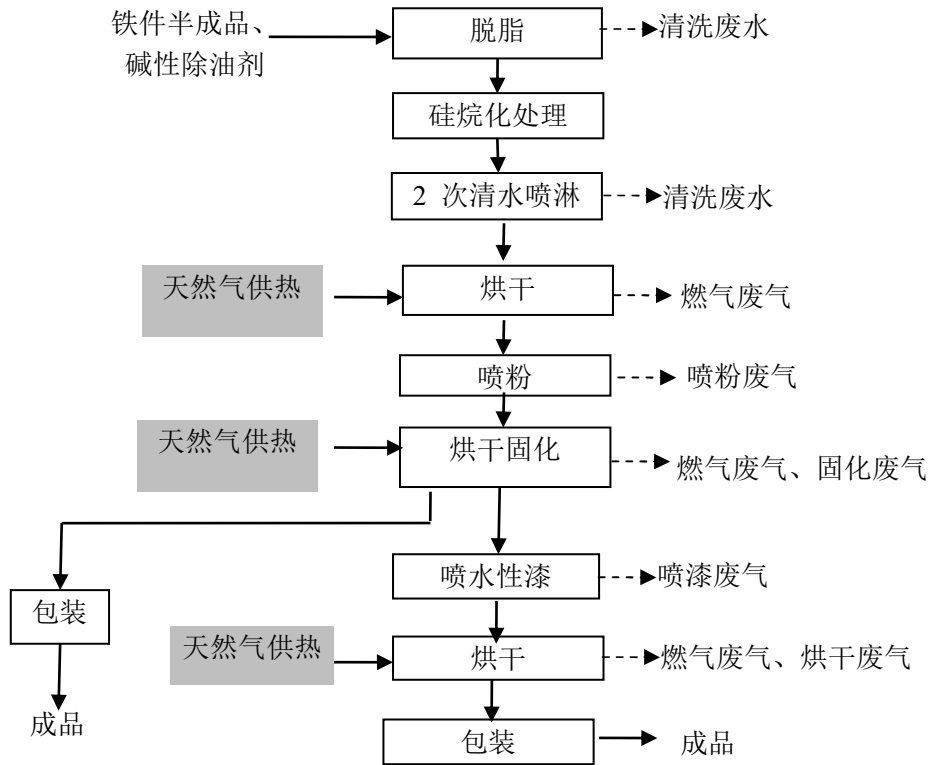 铁件半成品、
碱性除油剂
脱脂
清洗废水
硅烷化处理
2 次清水喷淋
清洗废水
天然气供热
烘干
燃气废气
喷粉
喷粉废气
天然气供热
烘干固化
燃气废气、固化废气
喷水性漆
喷漆废气
包装
天然气供热
烘干
燃气废气、烘干废气
成品
包装
成品